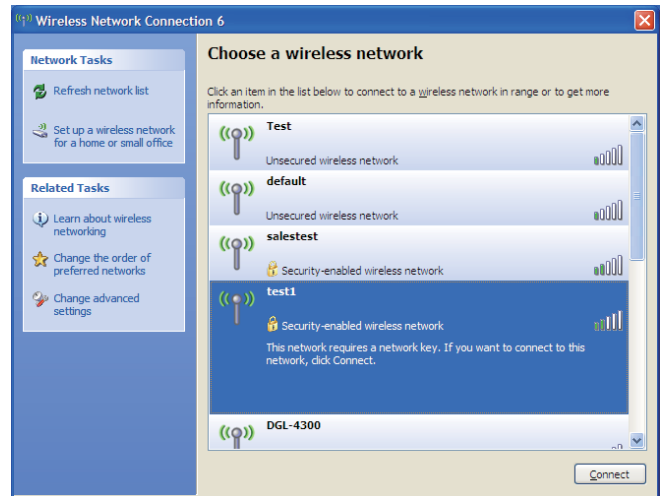 Wireless Network Connection 6
Network Tasks
Refresh network list
Set up a wireless network
for a home or small office
Related Tasks
Learn about wireless
networking
Change the order of
preferred networks
Change advanced
settings
Choose a wireless network
Click an item in the list below to connect to a wireless network in range or to get more
information.
Test
Unsecured wireless network
default
Unsecured wireless network
salestest
Security-enabled wireless network
test1
Security-enabled wireless network
This network requires a network key. If you want to connect to this
network, click Connect.
DGL-4300
Connect